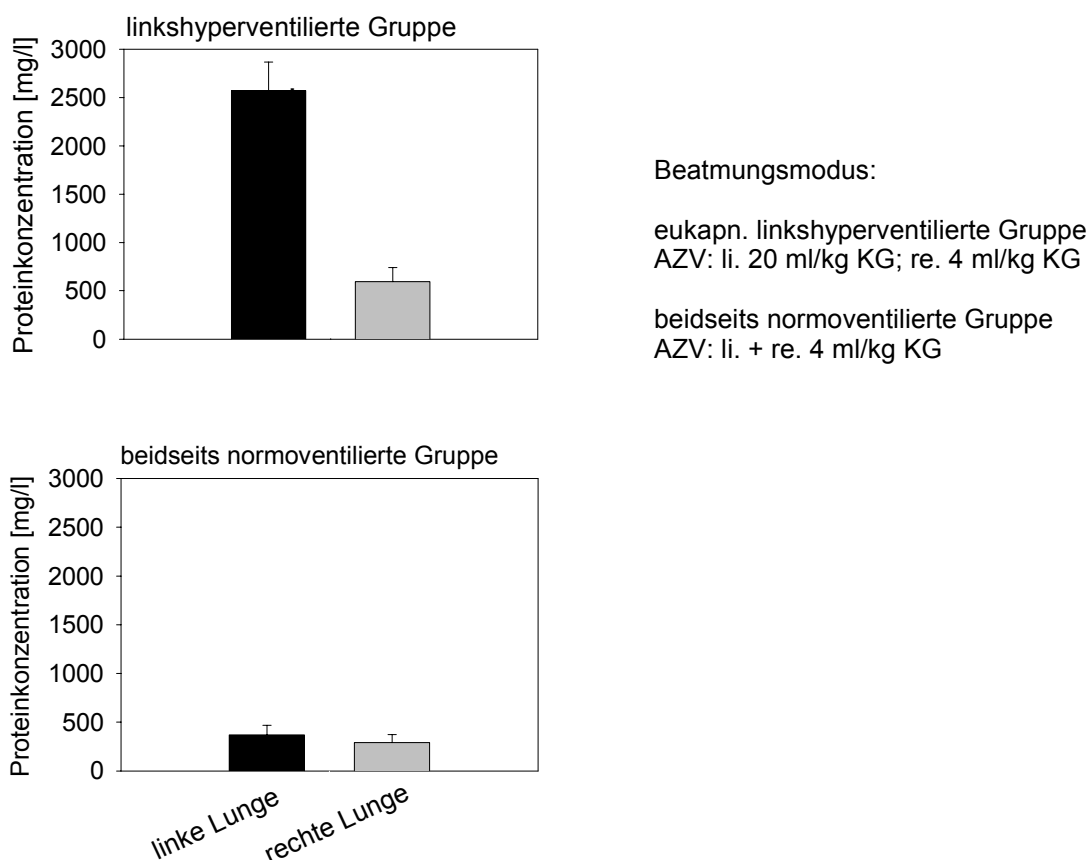 linkshyperventilierte Gruppe
Proteinkonzentration [mg/l]
3000
2500
2000
1500
1000
500
0
Beatmungsmodus:
eukapn. linkshyperventilierte Gruppe
AZV: li. 20 ml/kg KG; re. 4 ml/kg KG
beidseits normoventilierte Gruppe
AZV: li. + re. 4 ml/kg KG
beidseits normoventilierte Gruppe
Proteinkonzentration [mg/l]
3000
2500
2000
1500
1000
500
0
linke Lunge
rechte Lunge